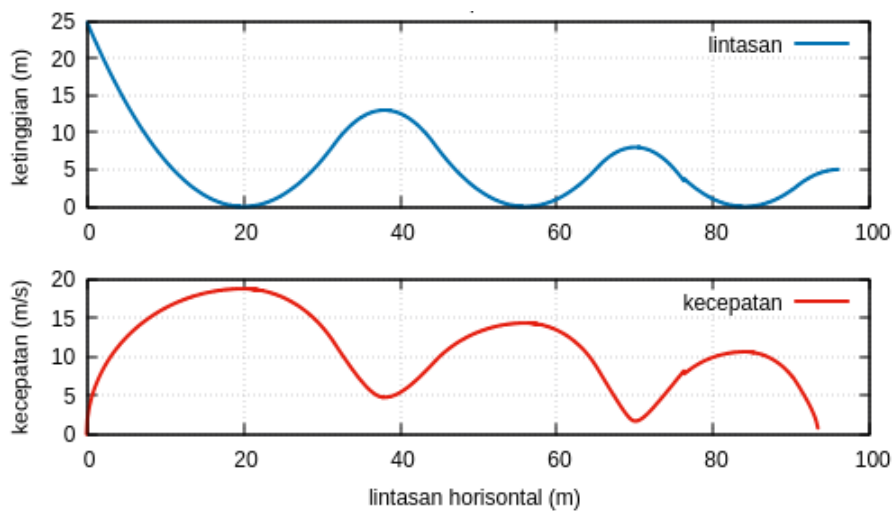 25
20
15
10
5
0
ketinggian (m)
lintasan
0 20 40 60 80 100
20
15
10
5
0
kecepatan (m/s)
kecepatan
0 20 40 60 80 100
lintasan horisontal (m)